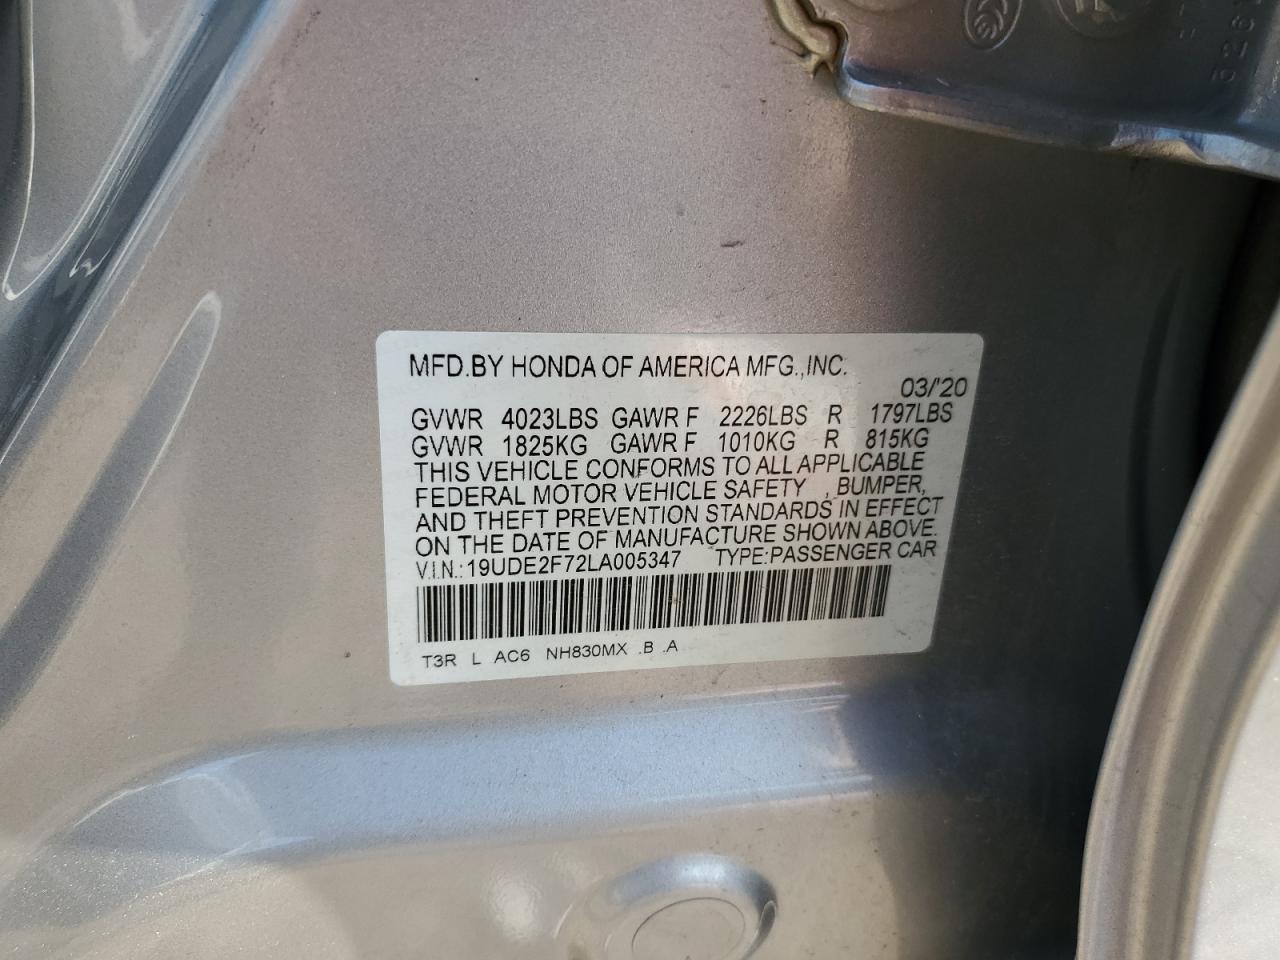 MFD.BY HONDA OF AMERICA MFG.,INC.
03/'20
GVWR 4023LBS GAWR F 2226LBS R 1797LBS
GVWR 1825KG GAWR F 1010KG R 815KG
THIS VEHICLE CONFORMS TO ALL APPLICABLE
FEDERAL MOTOR VEHICLE SAFETY , BUMPER,
AND THEFT PREVENTION STANDARDS IN EFFECT
ON THE DATE OF MANUFACTURE SHOWN ABOVE.
V.I.N.:19UDE2F72LA005347 TYPE:PASSENGER CAR
T3R L AC6 NH830MX .B .A